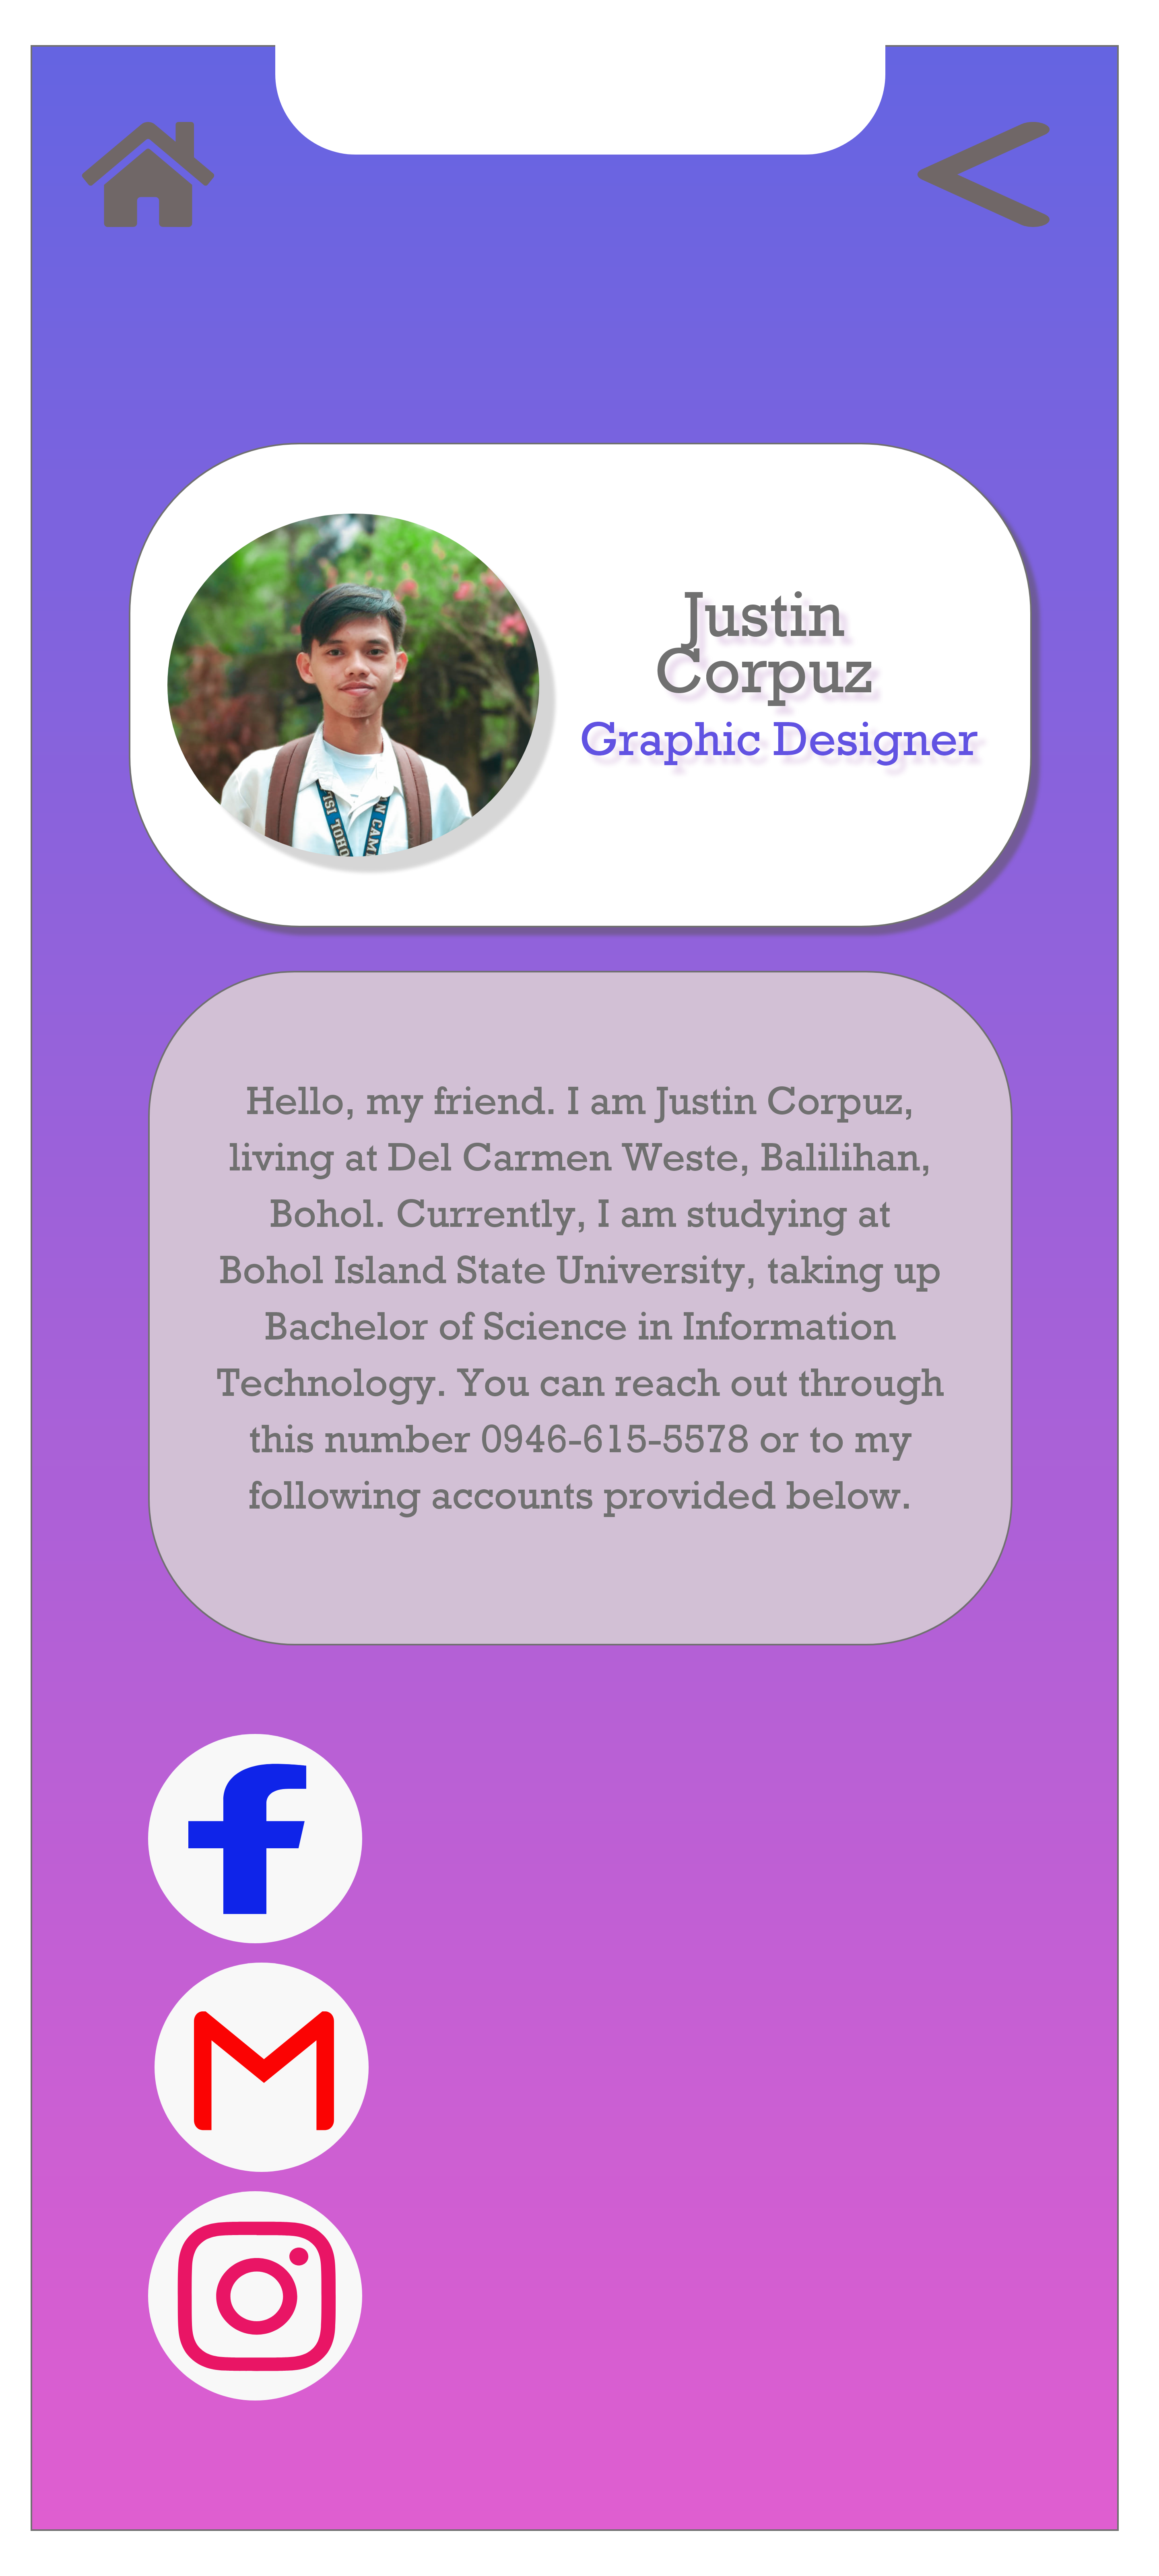 Justin
Corpuz
Graphic Designer
Hello, my friend. I am Justin Corpuz,
living at Del Carmen Weste, Balilihan,
Bohol. Currently, I am studying at
Bohol Island State University, taking up
Bachelor of Science in Information
Technology. You can reach out through
this number 0946-615-5578 or to my
following accounts provided below.